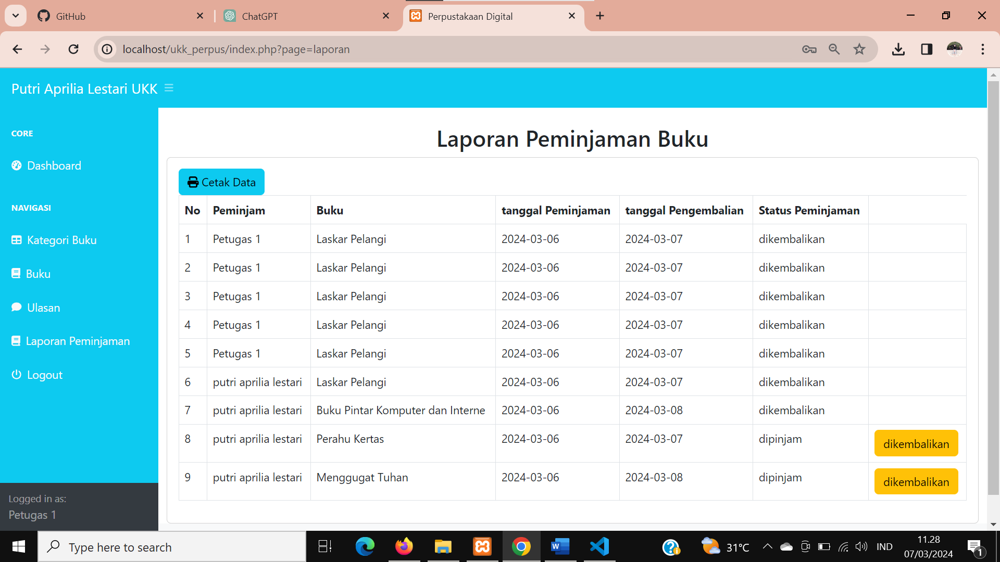 GitHub
ChatGPT
Perpustakaan Digital
localhost/ukk_perpus/index.php?page=laporan
Putri Aprilia Lestari UKK
CORE
Dashboard
NAVIGASI
Kategori Buku
Buku
Ulasan
Laporan Peminjaman
Logout
Logged in as:
Petugas 1
Laporan Peminjaman Buku
Cetak Data
No Peminjam Buku tanggal Peminjaman tanggal Pengembalian Status Peminjaman
1 Petugas 1 Laskar Pelangi 2024-03-06 2024-03-07 dikembalikan
2 Petugas 1 Laskar Pelangi 2024-03-06 2024-03-07 dikembalikan
3 Petugas 1 Laskar Pelangi 2024-03-06 2024-03-07 dikembalikan
4 Petugas 1 Laskar Pelangi 2024-03-06 2024-03-07 dikembalikan
5 Petugas 1 Laskar Pelangi 2024-03-06 2024-03-07 dikembalikan
6 putri aprilia lestari Laskar Pelangi 2024-03-06 2024-03-07 dikembalikan
7 putri aprilia lestari Buku Pintar Komputer dan Interne 2024-03-06 2024-03-08 dikembalikan
8 putri aprilia lestari Perahu Kertas 2024-03-06 2024-03-07 dipinjam dikembalikan
9 putri aprilia lestari Menggugat Tuhan 2024-03-06 2024-03-08 dipinjam dikembalikan
Type here to search
31°C
IND
11.28
07/03/2024
1